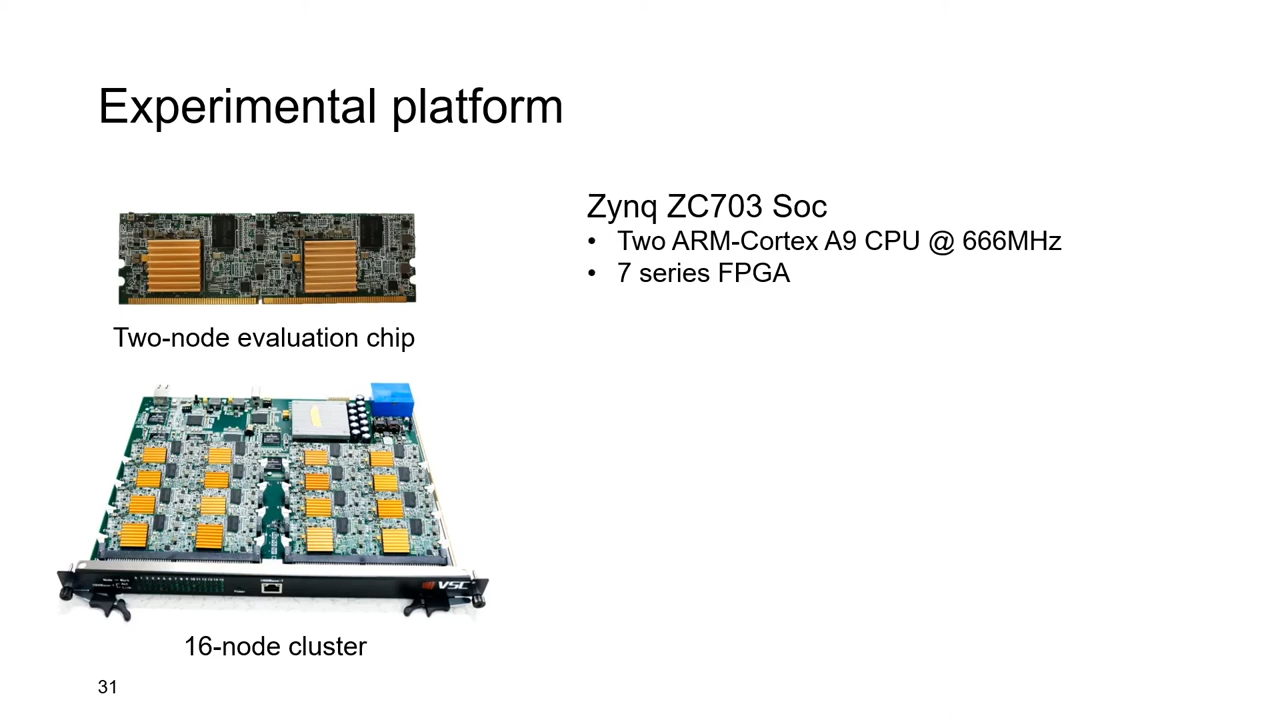 Experimental platform
Zynq ZC703 Soc
• Two ARM-Cortex A9 CPU @ 666MHz
• 7 series FPGA
Two-node evaluation chip
VSC
16-node cluster
31